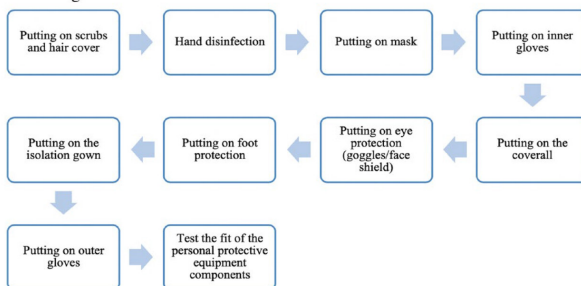 Putting on scrubs
and hair cover
Hand disinfection
Putting on mask
Putting on inner
gloves
Putting on the
coverall
Putting on eye
protection
(goggles/face
shield)
Putting on foot
protection
Putting on the
isolation gown
Putting on outer
gloves
Test the fit of the
personal protective
equipment
components